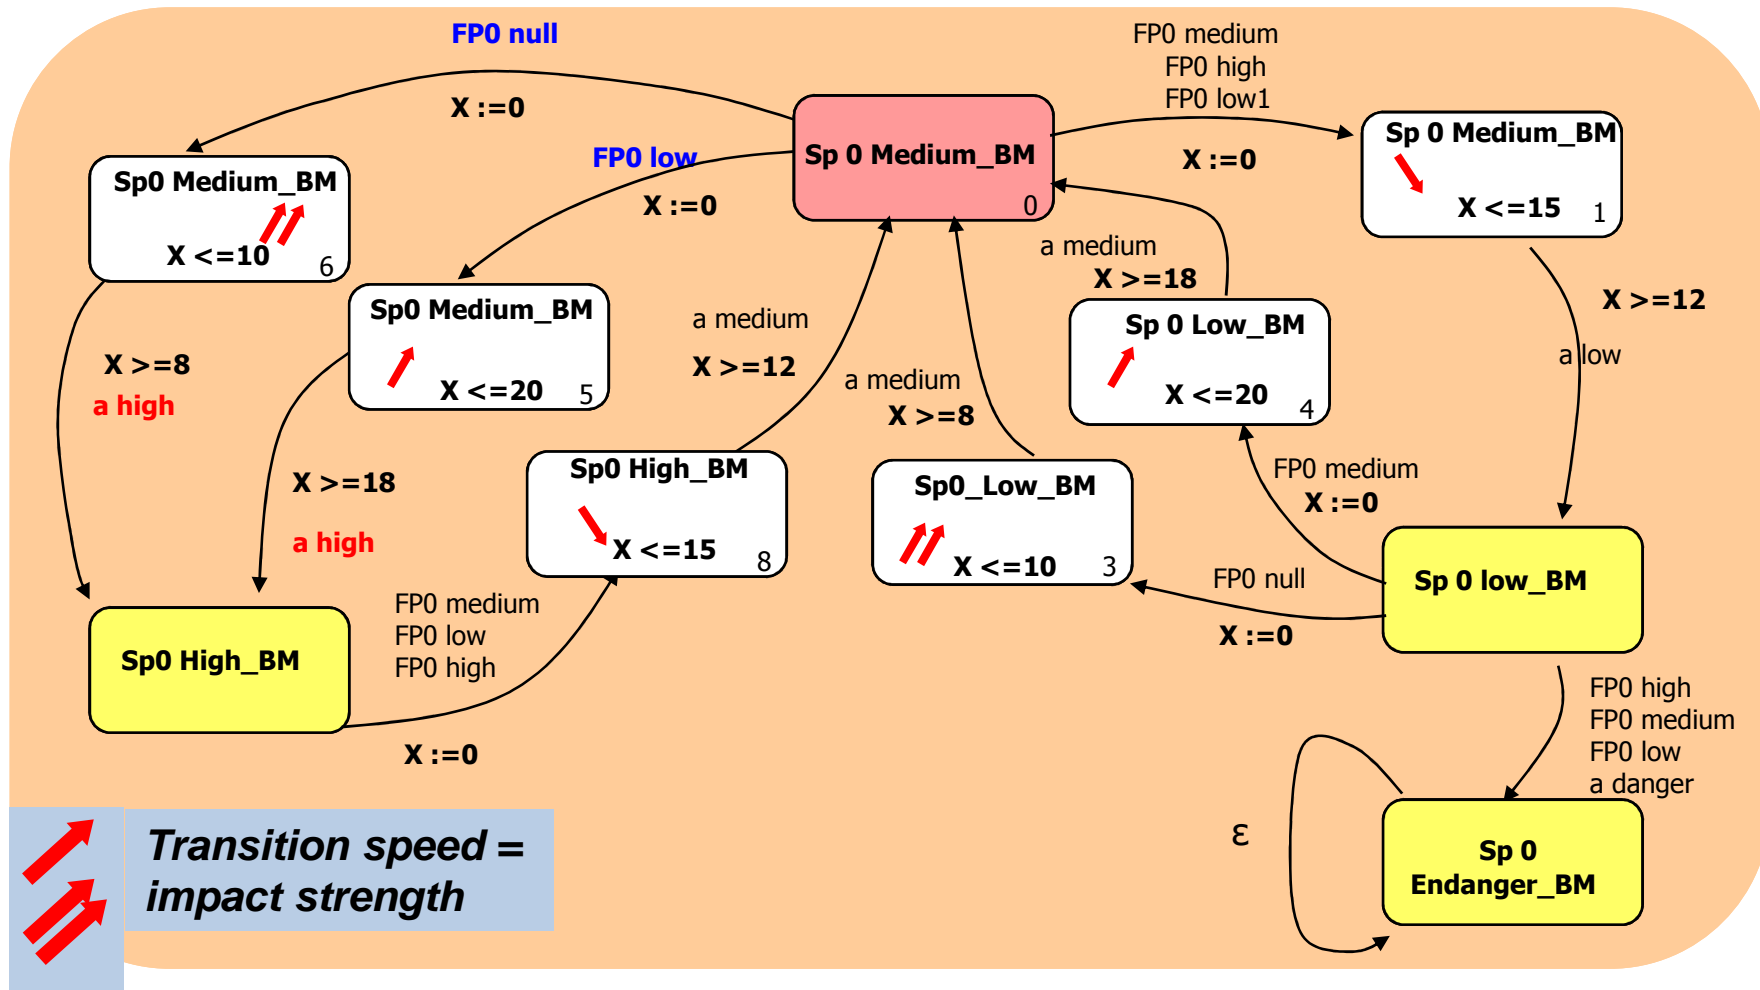 FP0 null
X :=0
FP0 low
X :=0
FP0 medium
FP0 high
FP0 low1
X :=0
Sp 0 Medium_BM
0
Sp 0 Medium_BM
X <=15
1
Sp0 Medium_BM
X <=10
6
Sp0 Medium_BM
X <=20
5
a medium
X >=18
X >=12
a low
Sp 0 Low_BM
X <=20
4
a medium
X >=12
a medium
X >=8
X >=8
a high
X >=18
a high
Sp0 High_BM
X <=15
8
Sp0_Low_BM
X <=10
3
FP0 medium
X :=0
FP0 null
X :=0
Sp 0 low_BM
FP0 medium
FP0 low
FP0 high
X :=0
Sp0 High_BM
FP0 high
FP0 medium
FP0 low
a danger
ε
Sp 0
Endanger_BM
Transition speed =
impact strength